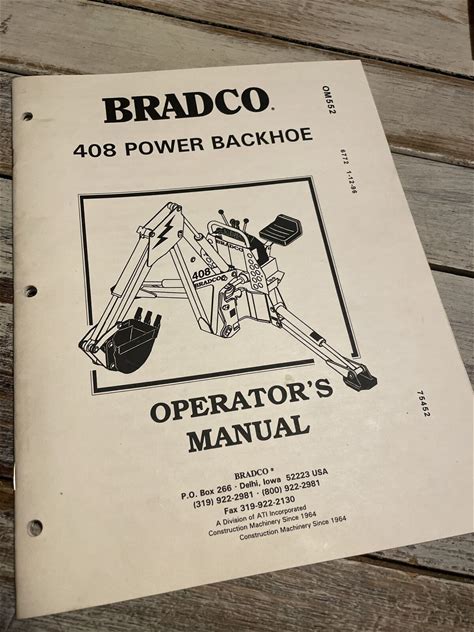 BRADCO®
408 POWER BACKHOE
OM552
6772 1-12-96
BRADCO
408
BRADCO
OPERATOR'S
MANUAL
75452
BRADCO®
P.O. Box 266 · Delhi, Iowa 52223 USA
(319) 922-2981 · (800) 922-2981
Fax 319-922-2130
A Division of ATI Incorporated
Construction Machinery Since 1964
Construction Machinery Since 1964